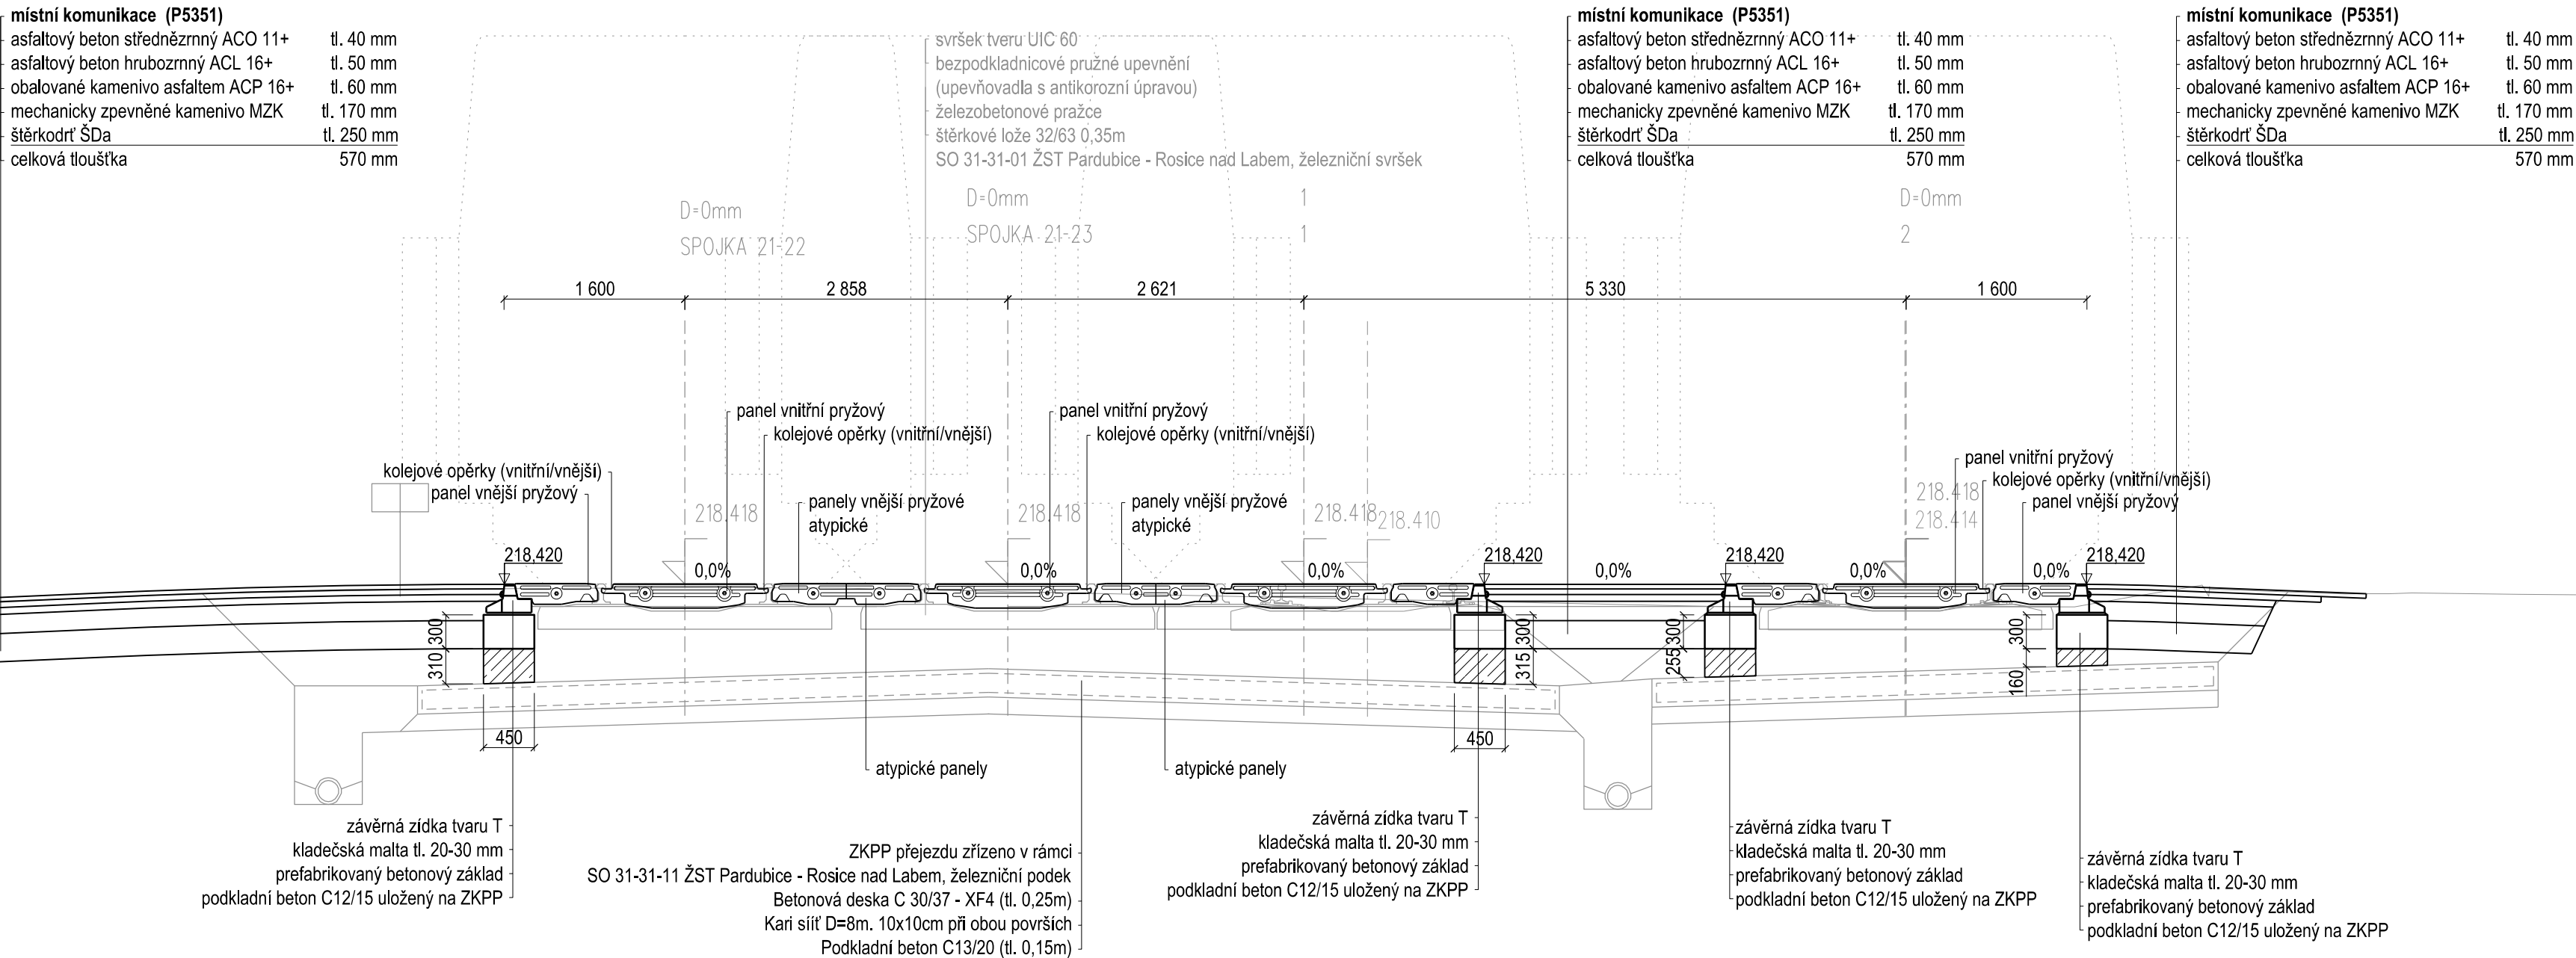 místní komunikace (P5351)
asfaltový beton střednězrnný ACO 11+ tl. 40 mm
asfaltový beton hrubozrnný ACL 16+ tl. 50 mm
obalované kamenivo asfaltem ACP 16+ tl. 60 mm
mechanicky zpevněné kamenivo MZK tl. 170 mm
štěrkodrť ŠDa tl. 250 mm
celková tloušťka 570 mm
svršek tveru UIC 60
bezpodkladnicové pružné upevnění
(upevňovadla s antikorozní úpravou)
železobetonové pražce
štěrkové lože 32/63 0,35m
SO 31-31-01 ŽST Pardubice - Rosice nad Labem, železniční svršek
místní komunikace (P5351)
asfaltový beton střednězrnný ACO 11+ tl. 40 mm
asfaltový beton hrubozrnný ACL 16+ tl. 50 mm
obalované kamenivo asfaltem ACP 16+ tl. 60 mm
mechanicky zpevněné kamenivo MZK tl. 170 mm
štěrkodrť ŠDa tl. 250 mm
celková tloušťka 570 mm
místní komunikace (P5351)
asfaltový beton střednězrnný ACO 11+ tl. 40 mm
asfaltový beton hrubozrnný ACL 16+ tl. 50 mm
obalované kamenivo asfaltem ACP 16+ tl. 60 mm
mechanicky zpevněné kamenivo MZK tl. 170 mm
štěrkodrť ŠDa tl. 250 mm
celková tloušťka 570 mm
D=0mm
SPOJKA 21-22
D=0mm 1
SPOJKA 21-23 1
D=0mm
2
1 600 2 858 2 621 5 330 1 600
panel vnitřní pryžový
kolejové opěrky (vnitřní/vnější)
panel vnitřní pryžový
kolejové opěrky (vnitřní/vnější)
kolejové opěrky (vnitřní/vnější)
panel vnější pryžový
panely vnější pryžové
atypické
panely vnější pryžové
atypické
panel vnitřní pryžový
kolejové opěrky (vnitřní/vnější)
panel vnější pryžový
218.418
218.418
218.418
218.410
218.418
218.414
218,420
218,420
218,420
218,420
0,0% 0,0% 0,0% 0,0% 0,0% 0,0%
300
310
300
315
300
255
300
160
450
450
atypické panely
atypické panely
závěrná zídka tvaru T
kladečská malta tl. 20-30 mm
prefabrikovaný betonový základ
podkladní beton C12/15 uložený na ZKPP
ZKPP přejezdu zřízeno v rámci
SO 31-31-11 ŽST Pardubice - Rosice nad Labem, železniční podek
Betonová deska C 30/37 - XF4 (tl. 0,25m)
Kari síiť D=8m. 10x10cm při obou površích
Podkladní beton C13/20 (tl. 0,15m)
závěrná zídka tvaru T
kladečská malta tl. 20-30 mm
prefabrikovaný betonový základ
podkladní beton C12/15 uložený na ZKPP
závěrná zídka tvaru T
kladečská malta tl. 20-30 mm
prefabrikovaný betonový základ
podkladní beton C12/15 uložený na ZKPP
závěrná zídka tvaru T
kladečská malta tl. 20-30 mm
prefabrikovaný betonový základ
podkladní beton C12/15 uložený na ZKPP